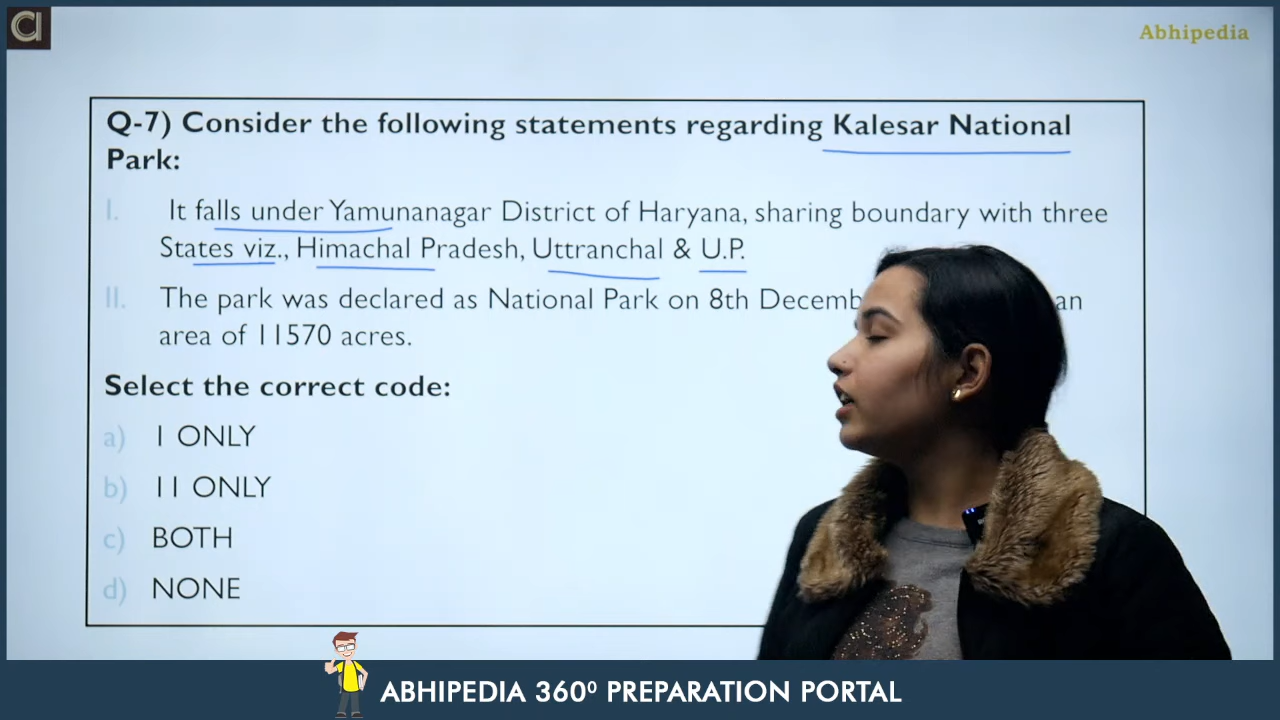 Abhipedia
Q-7) Consider the following statements regarding Kalesar National
Park:
I. It falls under Yamunanagar District of Haryana, sharing boundary with three
States viz., Himachal Pradesh, Uttranchal & U.P.
II. The park was declared as National Park on 8th Decemb an
area of 11570 acres.
Select the correct code:
a) I ONLY
b) II ONLY
c) BOTH
d) NONE
ABHIPEDIA 360⁰ PREPARATION PORTAL